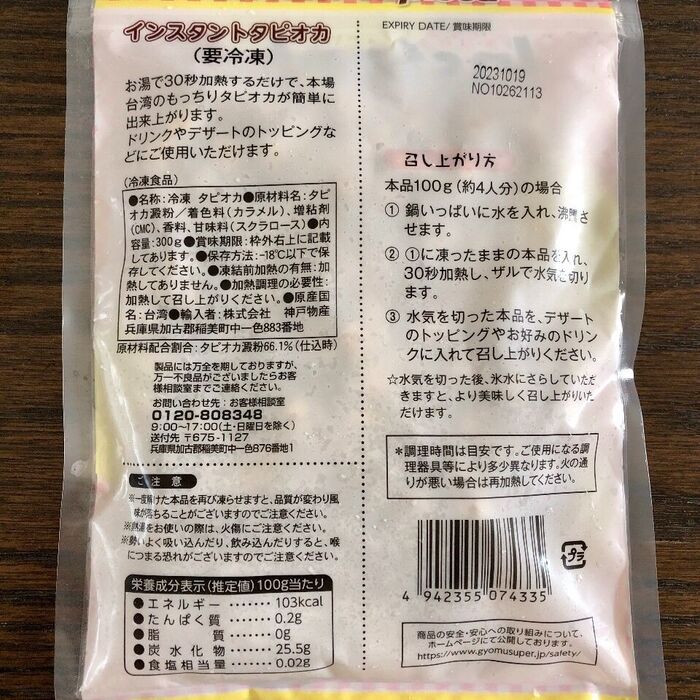 インスタントタピオカ
(要冷凍)
お湯で30秒加熱するだけで、本場
台湾のもっちりタピオカが簡単に
出来上がります。
ドリンクやデザートのトッピングな
どにご使用いただけます。
(冷凍食品)
●名称:冷凍 タピオカ●原材料名:タピ
オカ澱粉/着色料(カラメル)、増粘剤
(CMC)、香料、甘味料(スクラロース)●内
容量:300g●賞味期限:枠外右上に記載
してあります。●保存方法:-18℃以下で保
存してください。●凍結前加熱の有無:加
熱してありません。●加熱調理の必要性:
加熱して召し上がりください。●原産国
名:台湾●輸入者:株式会社 神戸物産
兵庫県加古郡稲美町中一色883番地
原材料配合割合:タピオカ澱粉66.1%(仕込時)
製品には万全を期しておりますが、
万一不良品がございましたらお客
様相談室までご連絡ください。
お問い合わせ先:お客様相談室
0120-808348
9:00~17:00(土・日曜日を除く)
送付先 〒675-1127
兵庫県加古郡稲美町中一色876番地1
ご注意
※一度解けた本品を再び凍らせますと、品質が変わり風
味が落ちることがございますのでご注意ください。
※熱湯をお使いの際は、火傷にご注意ください。
※勢いよく吸い込んだり、飲み込んだりすると、喉
につまる恐れがございますのでご注意ください。
栄養成分表示(推定値)100g当たり
●エネルギー……103kcal
●たんぱく質……0.2g
●脂質……0g
●炭水化物……25.5g
●食塩相当量……0.02g
EXPIRY DATE/賞味期限
20231019
NO10262113
召し上がり方
本品100g(約4人分)の場合
① 鍋いっぱいに水を入れ、沸騰さ
せます。
② ①に凍ったままの本品を入れ、
30秒加熱し、ザルで水気を切り
ます。
③ 水気を切った本品を、デザート
のトッピングやお好みのドリン
クに入れて召し上がりください。
☆水気を切った後、氷水にさらしていただ
きますと、より美味しく召し上がりいた
だけます。
*調理時間は目安です。ご使用になる調
理器具等により多少異なります。火の通
りが悪い場合は再加熱してください。
プラ
4 942355 074335
商品の安全・安心への取り組みについて、
ホームページにて公開しております。
https://www.gyomusuper.jp/safety/